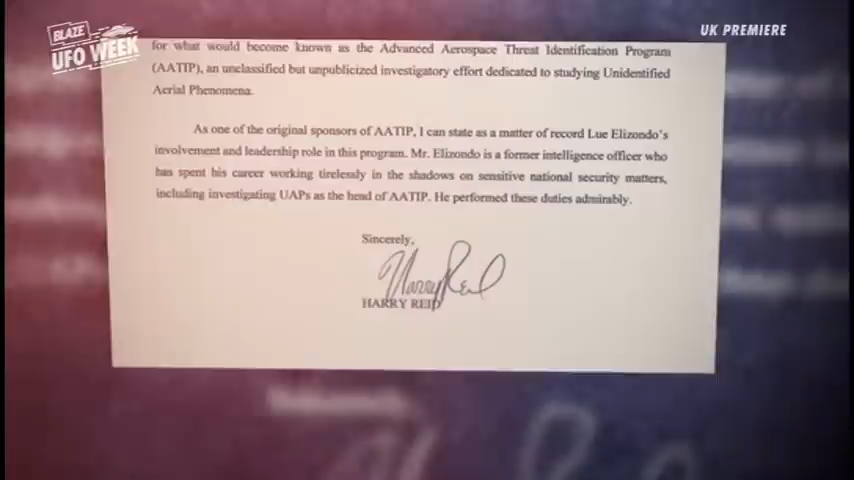 BLAZE
UFO WEEK
UK PREMIERE
for what would become known as the Advanced Aerospace Threat Identification Program
(AATIP), an unclassified but unpublicized investigatory effort dedicated to studying Unidentified
Aerial Phenomena.
As one of the original sponsors of AATIP, I can state as a matter of record Lue Elizondo's
involvement and leadership role in this program. Mr. Elizondo is a former intelligence officer who
has spent his career working tirelessly in the shadows on sensitive national security matters,
including investigating UAPs as the head of AATIP. He performed these duties admirably.
Sincerely,
Harry Reid
HARRY REID